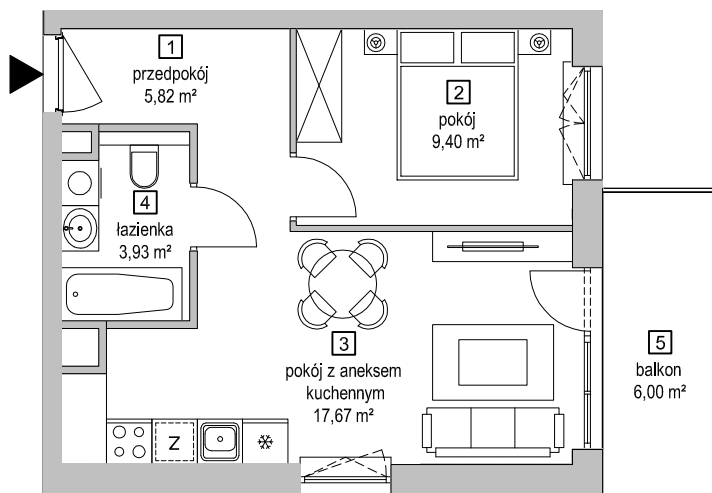 1
przedpokój
5,82 m²
2
pokój
9,40 m²
4
łazienka
3,93 m²
3
pokój z aneksem
kuchennym
17,67 m²
5
balkon
6,00 m²
Z